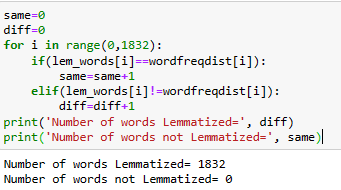 same=0
diff=0
for i in range(0,1832):
    if(lem_words[i]==wordfreqdist[i]):
        same=same+1
    elif(lem_words[i]!=wordfreqdist[i]):
        diff=diff+1
print('Number of words Lemmatized=', diff)
print('Number of words not Lemmatized=', same)
Number of words Lemmatized= 1832
Number of words not Lemmatized= 0